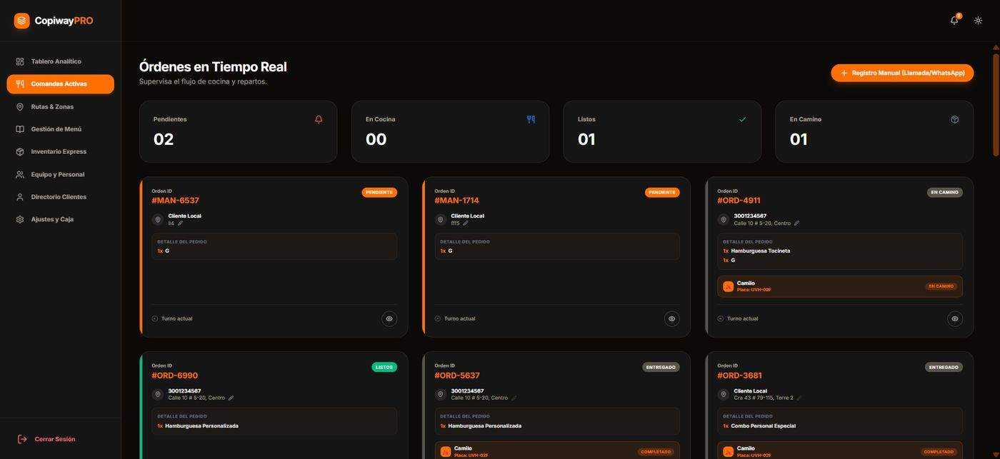 CopiwayPRO
2
Tablero Analítico
Comandas Activas
Rutas & Zonas
Gestión de Menú
Inventario Express
Equipo y Personal
Directorio Clientes
Ajustes y Caja
Cerrar Sesión
Órdenes en Tiempo Real
Supervisa el flujo de cocina y repartos.
+ Registro Manual (Llamada/WhatsApp)
Pendientes
02
En Cocina
00
Listos
01
En Camino
01
Orden ID
#MAN-6537
PENDIENTE
Cliente Local
ll4
DETALLE DEL PEDIDO
1x G
Turno actual
Orden ID
#MAN-1714
PENDIENTE
Cliente Local
fff5
DETALLE DEL PEDIDO
1x G
Turno actual
Orden ID
#ORD-4911
EN CAMINO
3001234567
Calle 10 # 5-20, Centro
DETALLE DEL PEDIDO
1x Hamburguesa Tocineta
1x G
Camilo
Placa: UVH-02F
EN CAMINO
Turno actual
Orden ID
#ORD-6990
LISTOS
3001234567
Calle 10 # 5-20, Centro
DETALLE DEL PEDIDO
1x Hamburguesa Personalizada
Orden ID
#ORD-5637
ENTREGADO
3001234567
Calle 10 # 5-20, Centro
DETALLE DEL PEDIDO
1x Hamburguesa Personalizada
Camilo
Placa: UVH-02F
COMPLETADO
Orden ID
#ORD-3681
ENTREGADO
Cliente Local
Cra 43 # 79-115, Torre 2
DETALLE DEL PEDIDO
1x Combo Personal Especial
Camilo
Placa: UVH-02F
COMPLETADO